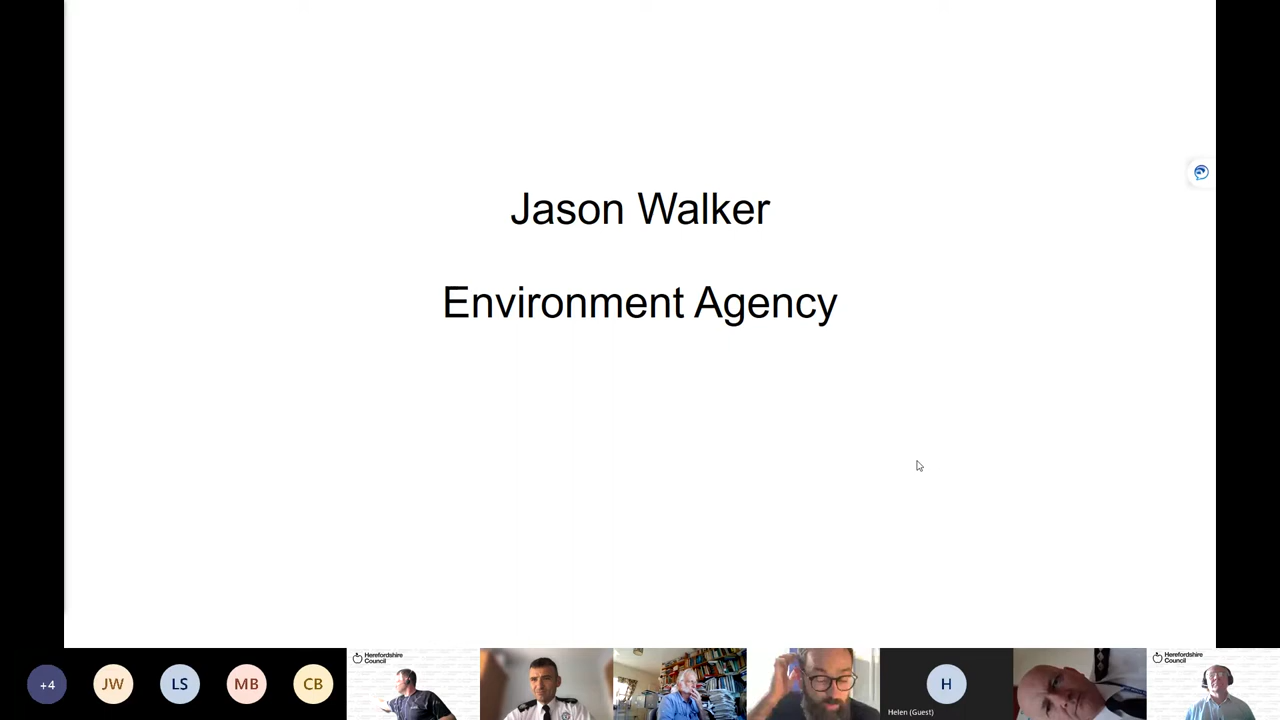 Jason Walker
Environment Agency
+4
JW
LS
MB
CB
Herefordshire
Council
H
Helen (Guest)
Herefordshire
Council